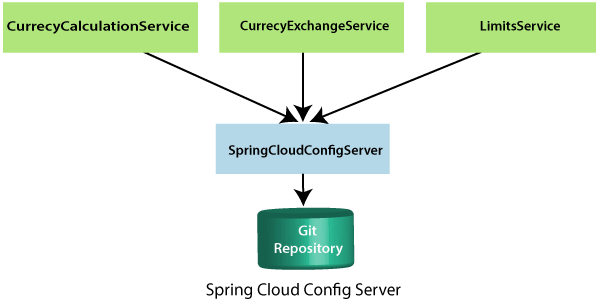 CurrecyCalculationService
CurrecyExchangeService
LimitsService
SpringCloudConfigServer
Git
Repository
Spring Cloud Config Server